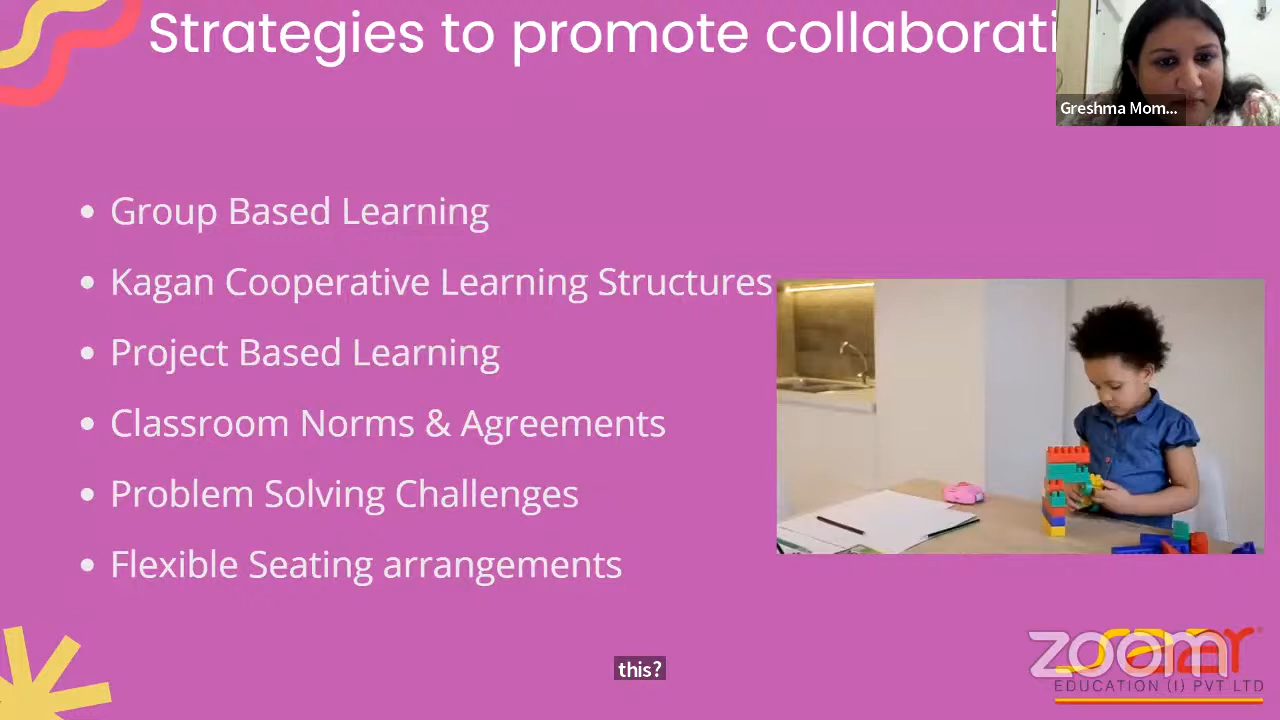 Strategies to promote collaborati
Greshma Mom...
• Group Based Learning
• Kagan Cooperative Learning Structures
• Project Based Learning
• Classroom Norms & Agreements
• Problem Solving Challenges
• Flexible Seating arrangements
this?
zoom
EDUCATION (I) PVT LTD